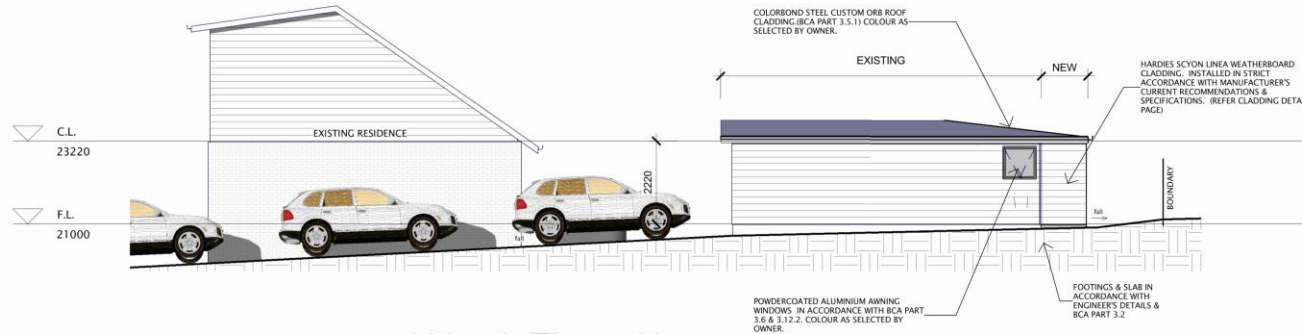 COLORBOND STEEL CUSTOM ORB ROOF
CLADDING.(BCA PART 3.5.1) COLOUR AS
SELECTED BY OWNER.
EXISTING
NEW
HARDIES SCYON LINEA WEATHERBOARD
CLADDING. INSTALLED IN STRICT
ACCORDANCE WITH MANUFACTURER'S
CURRENT RECOMMENDATIONS &
SPECIFICATIONS. (REFER CLADDING DETA
PAGE)
C.L.
23220
EXISTING RESIDENCE
2220
BOUNDARY
F.L.
21000
fall
fall
POWDERCOATED ALUMINIUM AWNING
WINDOWS IN ACCORDANCE WITH BCA PART
3.6 & 3.12.2. COLOUR AS SELECTED BY
OWNER.
FOOTINGS & SLAB IN
ACCORDANCE WITH
ENGINEER'S DETAILS &
BCA PART 3.2